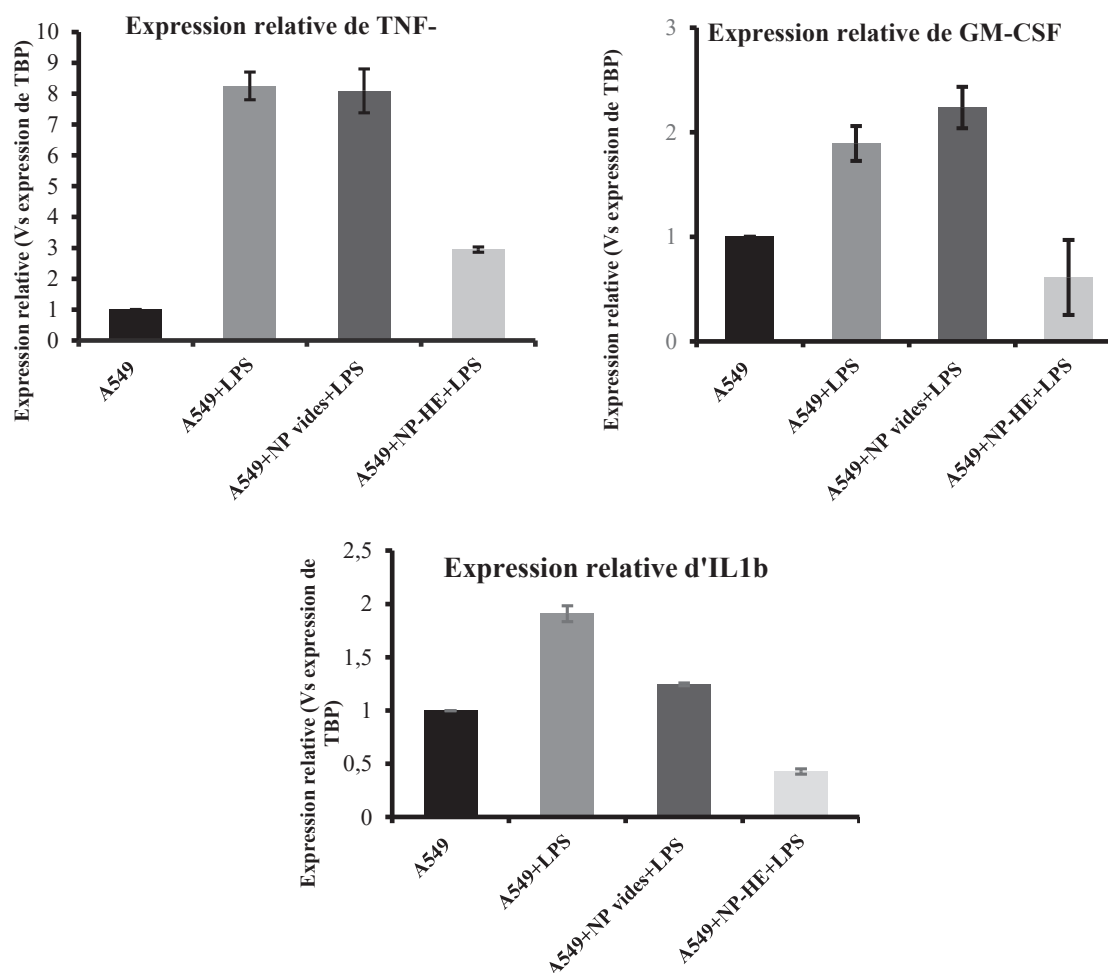 Expression relative de TNF-
Expression relative (Vs expression de TBP)
10
9
8
7
6
5
4
3
2
1
0
A549
A549+LPS
A549+NP vides+LPS
A549+NP-HE+LPS
Expression relative de GM-CSF
Expression relative (Vs expression de TBP)
3
2
1
0
A549
A549+LPS
A549+NP vides+LPS
A549+NP-HE+LPS
Expression relative d'IL1b
Expression relative (Vs expression de
TBP)
2,5
2
1,5
1
0,5
0
A549
A549+LPS
A549+NP vides+LPS
A549+NP-HE+LPS